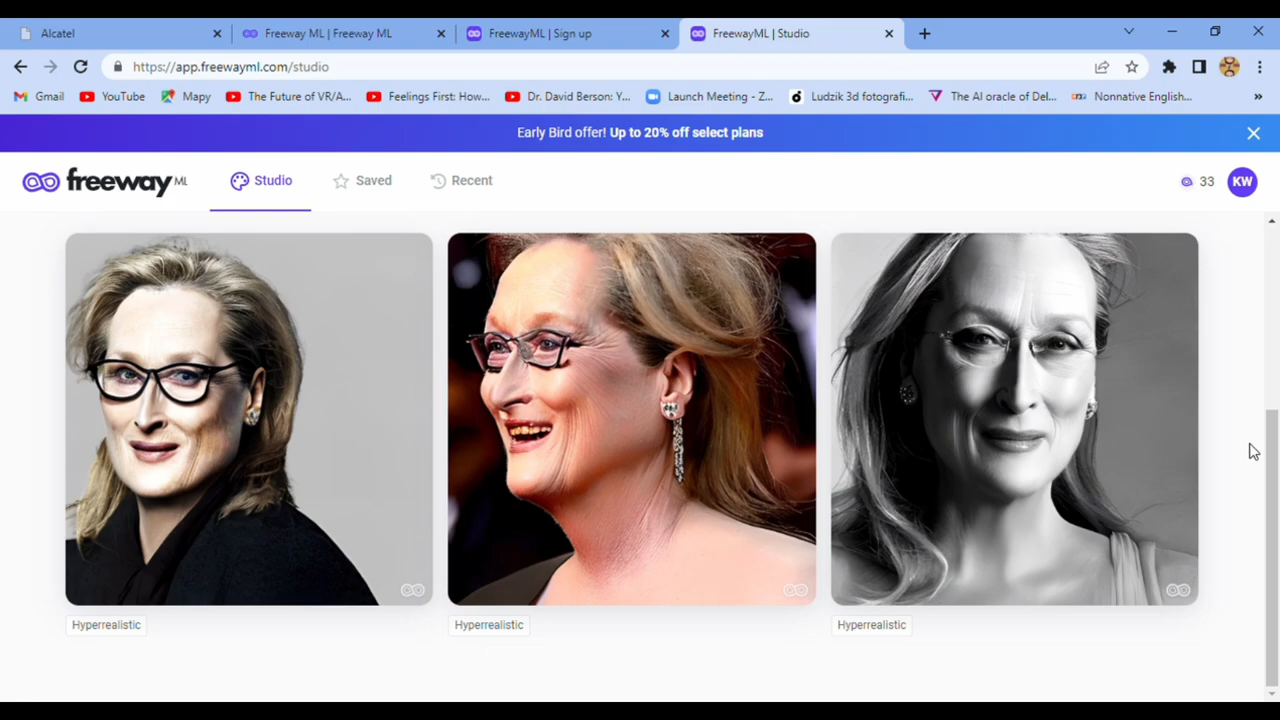 Alcatel
Freeway ML | Freeway ML
FreewayML | Sign up
FreewayML | Studio
https://app.freewayml.com/studio
Gmail
YouTube
Mapy
The Future of VR/A...
Feelings First: How...
Dr. David Berson: Y...
Launch Meeting - Z...
Ludzik 3d fotografi...
The AI oracle of Del...
Nonnative English...
»
Early Bird offer! Up to 20% off select plans
freeway ML
Studio
Saved
Recent
33
KW
Hyperrealistic
Hyperrealistic
Hyperrealistic